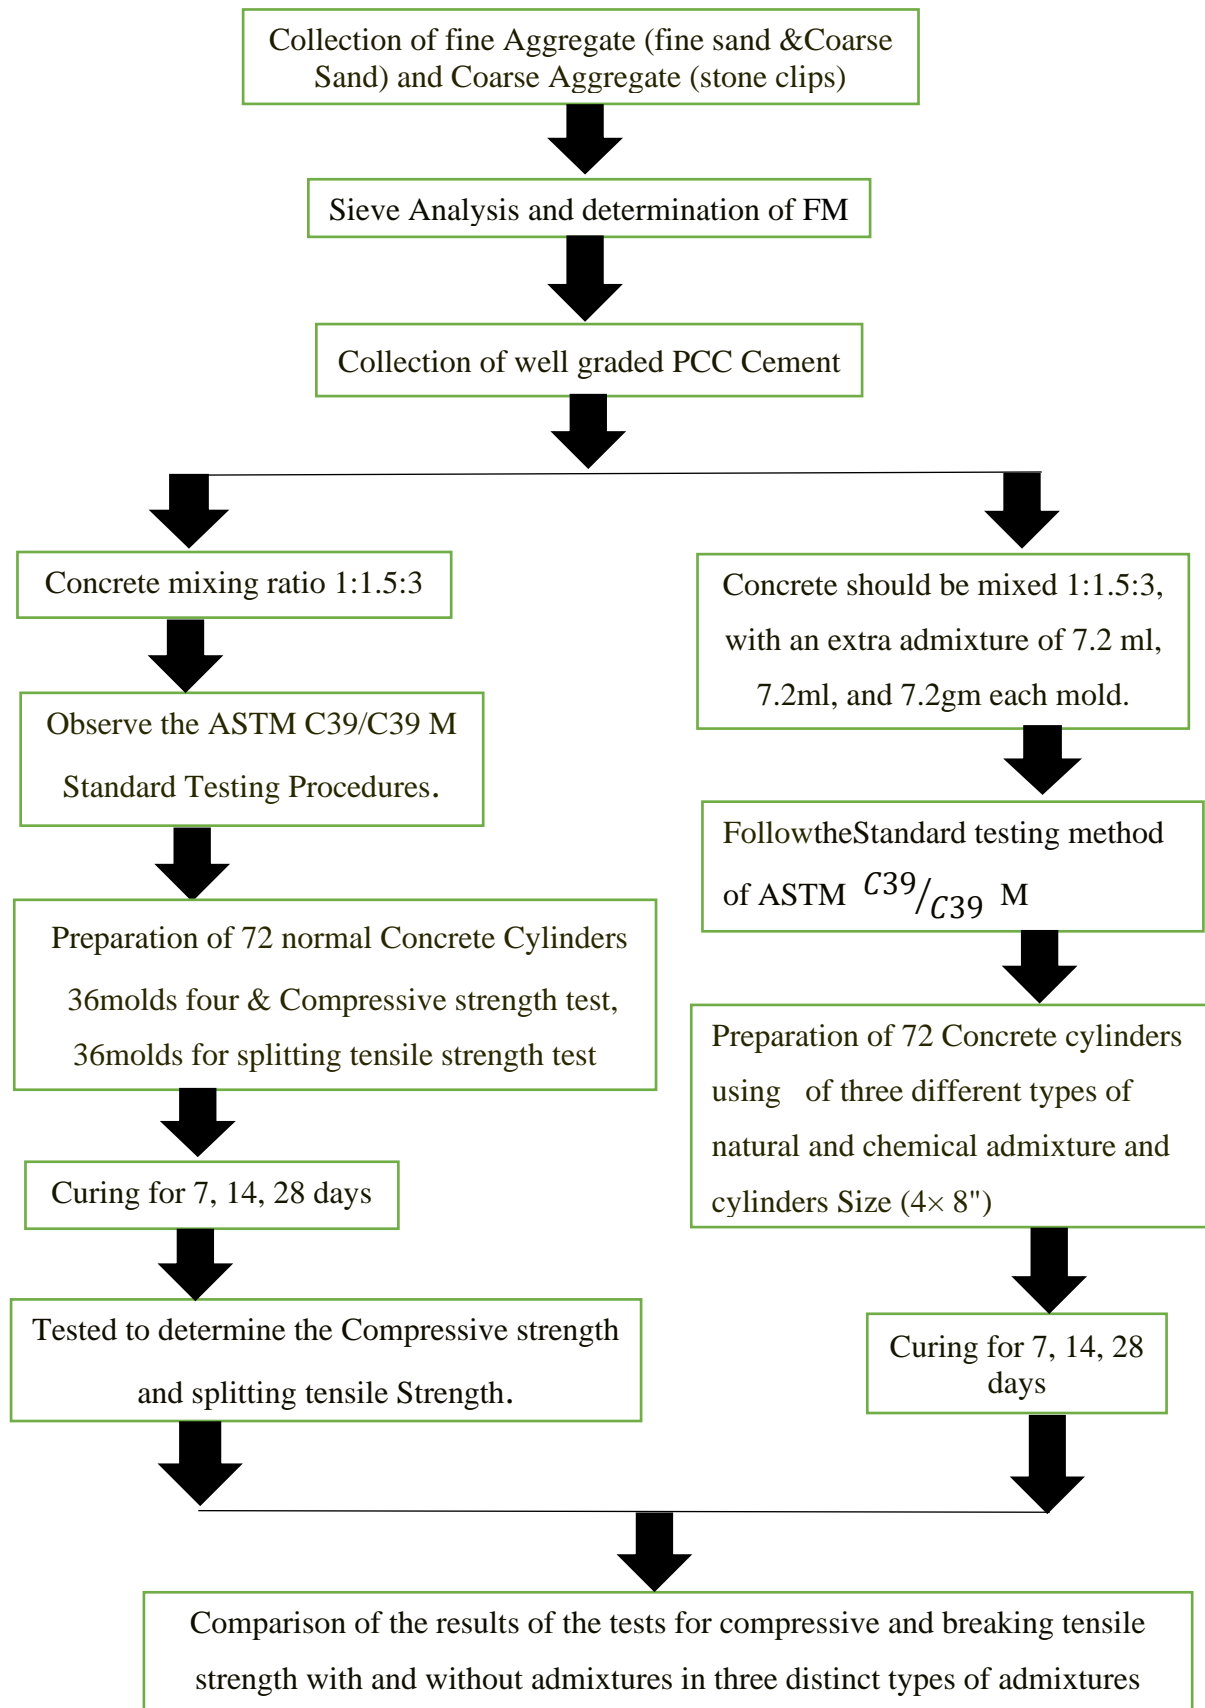 Collection of fine Aggregate (fine sand &Coarse
Sand) and Coarse Aggregate (stone clips)
Sieve Analysis and determination of FM
Collection of well graded PCC Cement
Concrete mixing ratio 1:1.5:3
Observe the ASTM C39/C39 M
Standard Testing Procedures.
Preparation of 72 normal Concrete Cylinders
36molds four & Compressive strength test,
36molds for splitting tensile strength test
Curing for 7, 14, 28 days
Tested to determine the Compressive strength
and splitting tensile Strength.
Concrete should be mixed 1:1.5:3,
with an extra admixture of 7.2 ml,
7.2ml, and 7.2gm each mold.
FollowtheStandard testing method
of ASTM C39/C39 M
Preparation of 72 Concrete cylinders
using of three different types of
natural and chemical admixture and
cylinders Size (4× 8")
Curing for 7, 14, 28
days
Comparison of the results of the tests for compressive and breaking tensile
strength with and without admixtures in three distinct types of admixtures